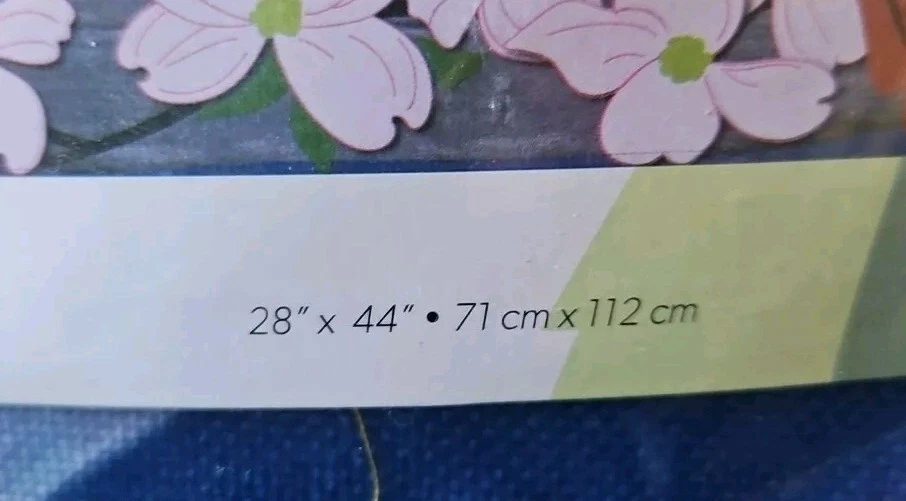 28" x 44" • 71 cm x 112 cm